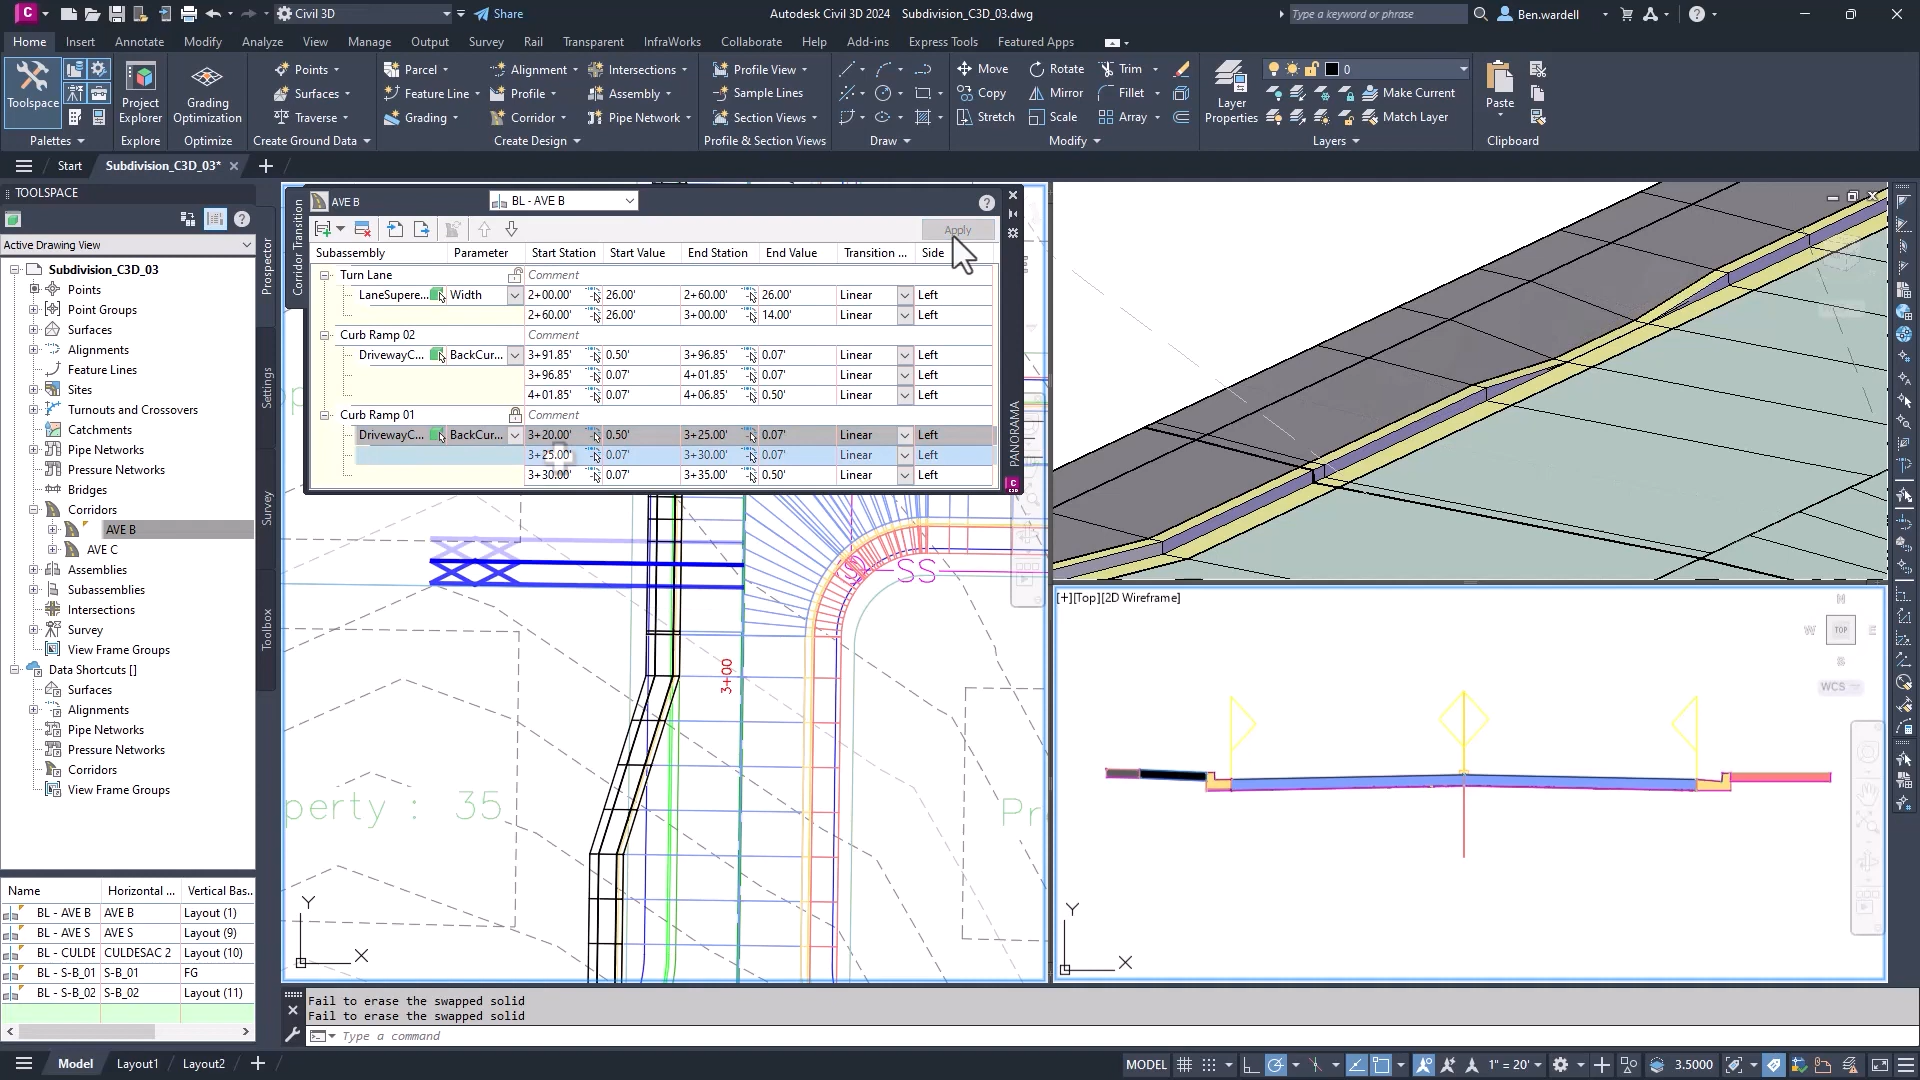 C Civil 3D Share Autodesk Civil 3D 2024 Subdivision_C3D_03.dwg Type a keyword or phrase Ben.wardell
Home Insert Annotate Modify Analyze View Manage Output Survey Rail Transparent InfraWorks Collaborate Help Add-ins Express Tools Featured Apps
Points Parcel Alignment Intersections Profile View Move Rotate Trim 0
Surfaces Feature Line Profile Assembly Sample Lines Copy Mirror Fillet Make Current
Traverse Grading Corridor Pipe Network Section Views Stretch Scale Array Match Layer
Toolspace Project Explorer Grading Optimization Layer Properties Paste
Palettes Explore Optimize Create Ground Data Create Design Profile & Section Views Draw Modify Layers Clipboard
Start Subdivision_C3D_03*
TOOLSPACE
Active Drawing View
Subdivision_C3D_03
Points
Point Groups
Surfaces
Alignments
Feature Lines
Sites
Turnouts and Crossovers
Catchments
Pipe Networks
Pressure Networks
Bridges
Corridors
AVE B
AVE C
Assemblies
Subassemblies
Intersections
Survey
View Frame Groups
Data Shortcuts []
Surfaces
Alignments
Pipe Networks
Pressure Networks
Corridors
View Frame Groups
Prospector
Settings
Survey
Toolbox
Name Horizontal ... Vertical Bas..
BL - AVE B AVE B Layout (1)
BL - AVE S AVE S Layout (9)
BL - CULDE CULDESAC 2 Layout (10)
BL - S-B_01 S-B_01 FG
BL - S-B_02 S-B_02 Layout (11)
Corridor Transition
AVE B BL - AVE B
Apply
Subassembly Parameter Start Station Start Value End Station End Value Transition ... Side
Turn Lane Comment
LaneSupere... Width 2+00.00' 26.00' 2+60.00' 26.00' Linear Left
2+60.00' 26.00' 3+00.00' 14.00' Linear Left
Curb Ramp 02 Comment
DrivewayC... BackCur... 3+91.85' 0.50' 3+96.85' 0.07' Linear Left
3+96.85' 0.07' 4+01.85' 0.07' Linear Left
4+01.85' 0.07' 4+06.85' 0.50' Linear Left
Curb Ramp 01 Comment
DrivewayC... BackCur... 3+20.00' 0.50' 3+25.00' 0.07' Linear Left
3+25.00' 0.07' 3+30.00' 0.07' Linear Left
3+30.00' 0.07' 3+35.00' 0.50' Linear Left
PANORAMA
SS
3+00
perty : 35
Pr
Y
X
[+][Top][2D Wireframe]
N
W TOP E
S
WCS
Y
X
Fail to erase the swapped solid
Fail to erase the swapped solid
Type a command
Model Layout1 Layout2 MODEL 1" = 20' 3.5000